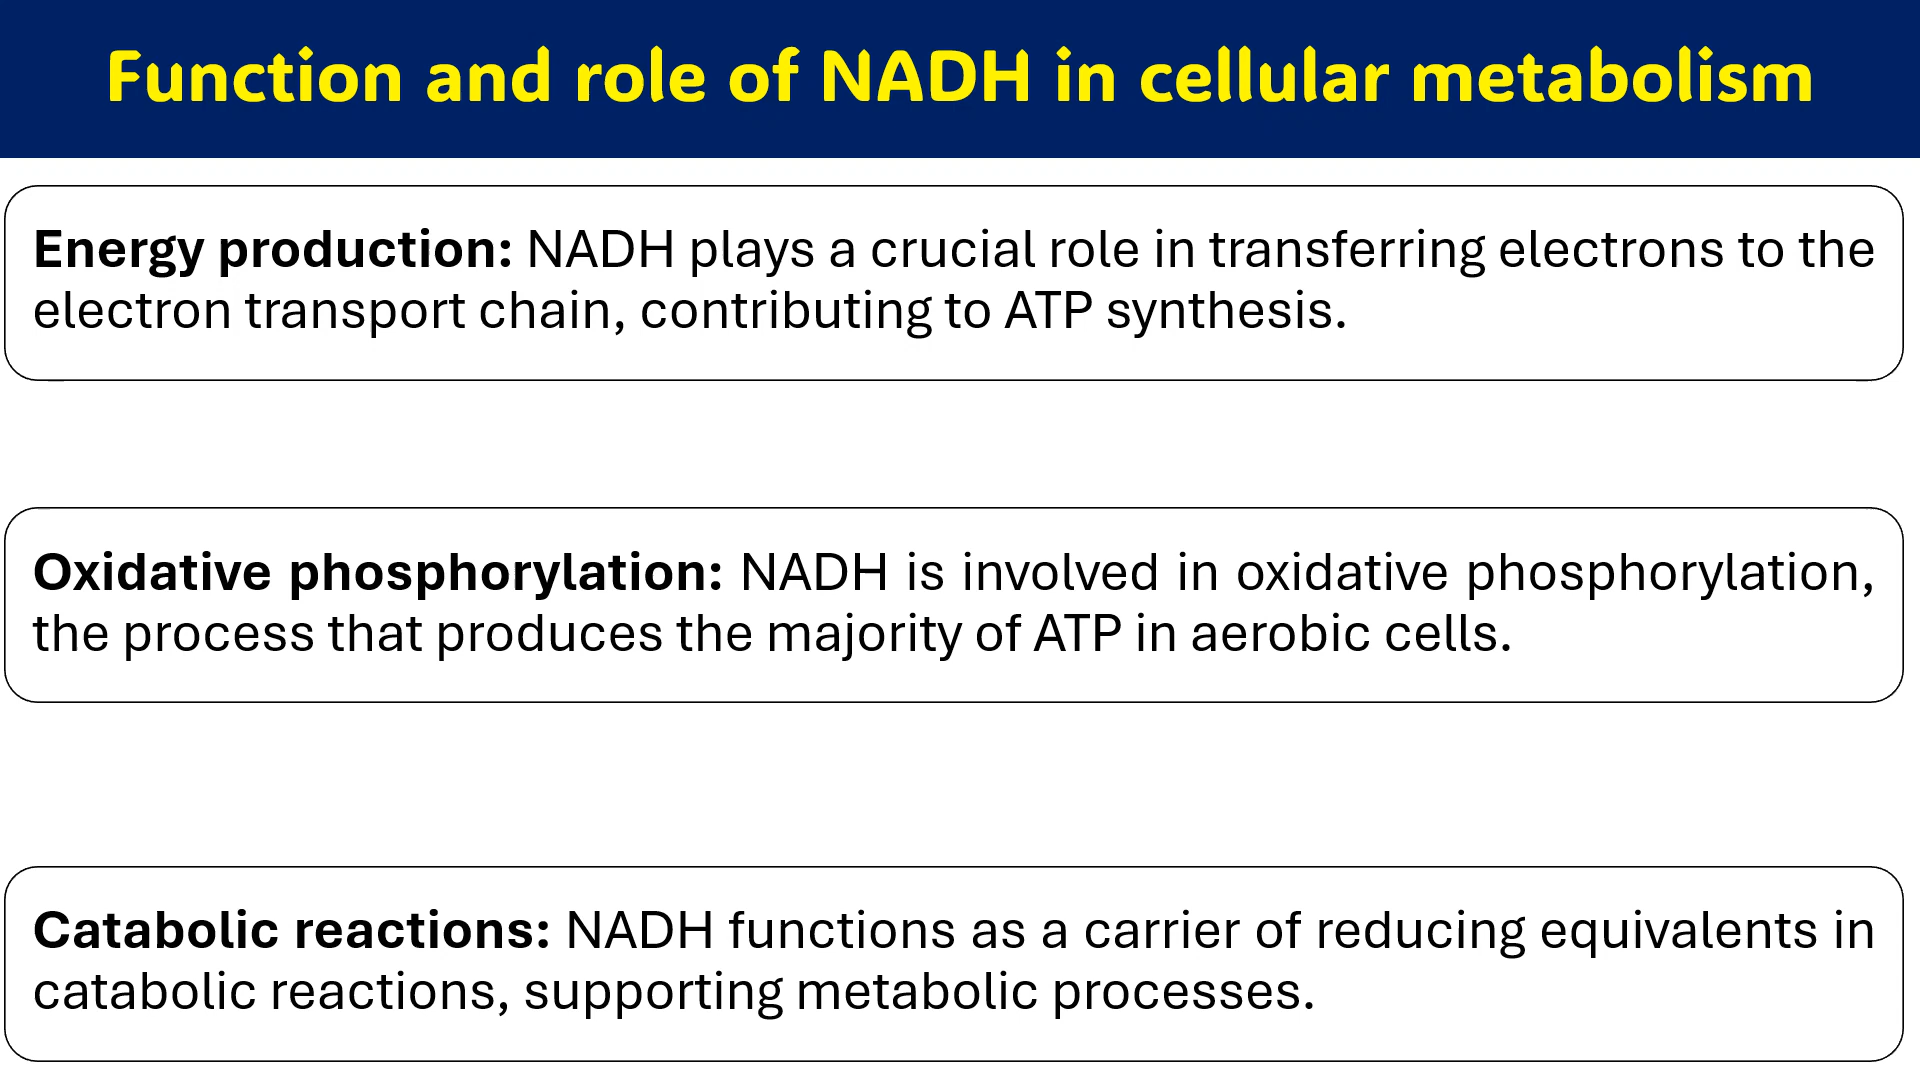 Function and role of NADH in cellular metabolism
Energy production: NADH plays a crucial role in transferring electrons to the
electron transport chain, contributing to ATP synthesis.
Oxidative phosphorylation: NADH is involved in oxidative phosphorylation,
the process that produces the majority of ATP in aerobic cells.
Catabolic reactions: NADH functions as a carrier of reducing equivalents in
catabolic reactions, supporting metabolic processes.